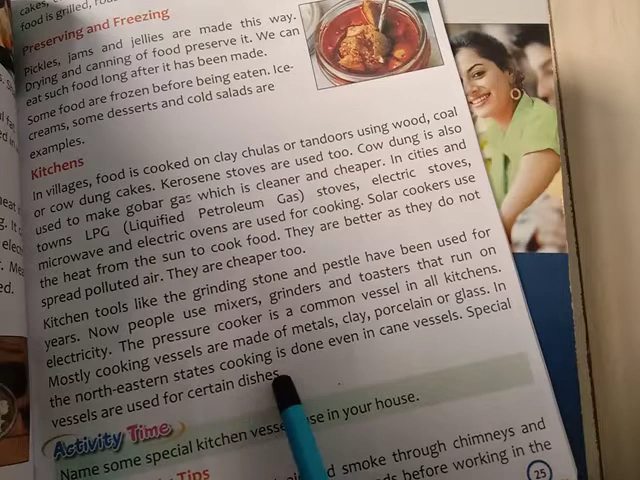 cakes,
food is grilled,
Preserving and Freezing
Pickles, jams and jellies are made this way.
Drying and canning of food preserve it. We can
eat such food long after it has been made.
Some food are frozen before being eaten. Ice-
creams, some desserts and cold salads are
examples.
Kitchens
In villages, food is cooked on clay chulas or tandoors using wood, coal
or cow dung cakes. Kerosene stoves are used too. Cow dung is also
used to make gobar gas which is cleaner and cheaper. In cities and
towns LPG (Liquified Petroleum Gas) stoves, electric stoves,
microwave and electric ovens are used for cooking. Solar cookers use
the heat from the sun to cook food. They are better as they do not
spread polluted air. They are cheaper too.
Kitchen tools like the grinding stone and pestle have been used for
years. Now people use mixers, grinders and toasters that run on
electricity. The pressure cooker is a common vessel in all kitchens.
Mostly cooking vessels are made of metals, clay, porcelain or glass. In
the north-eastern states cooking is done even in cane vessels. Special
vessels are used for certain dishes
Activity Time
Name some special kitchen in your house.
Tips
smoke through chimneys and
before working in the
25